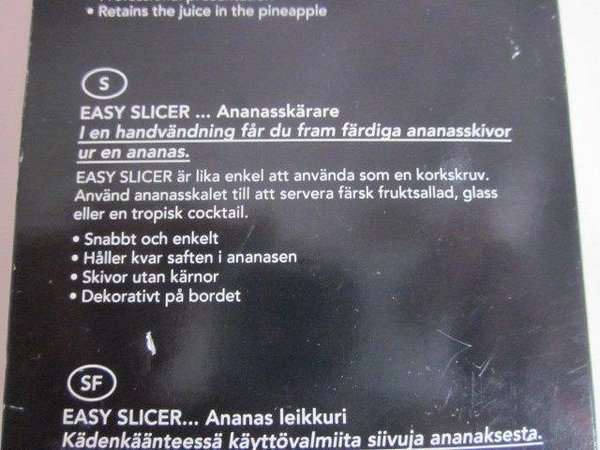 • Retains the juice in the pineapple
S
EASY SLICER ... Ananasskärare
I en handvändning får du fram färdiga ananasskivor
ur en ananas.
EASY SLICER är lika enkel att använda som en korkskruv.
Använd ananasskalet till att servera färsk fruktsallad, glass
eller en tropisk cocktail.
• Snabbt och enkelt
• Håller kvar saften i ananasen
• Skivor utan kärnor
• Dekorativt på bordet
SF
EASY SLICER... Ananas leikkuri
Kädenkäänteessä käyttövalmiita siivuja ananaksesta.